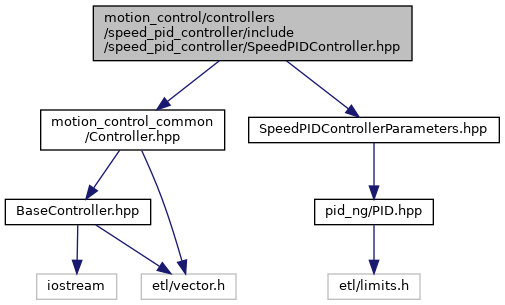 motion_control/controllers
/speed_pid_controller/include
/speed_pid_controller/SpeedPIDController.hpp
motion_control_common
/Controller.hpp
SpeedPIDControllerParameters.hpp
BaseController.hpp
pid_ng/PID.hpp
iostream
etl/vector.h
etl/limits.h